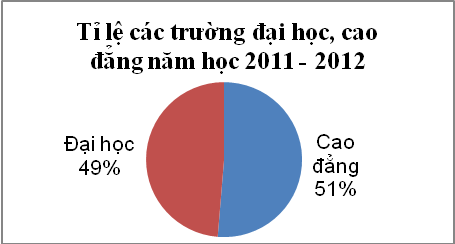 Tỉ lệ các trường đại học, cao
đẳng năm học 2011 - 2012
Đại học
49%
Cao
đẳng
51%